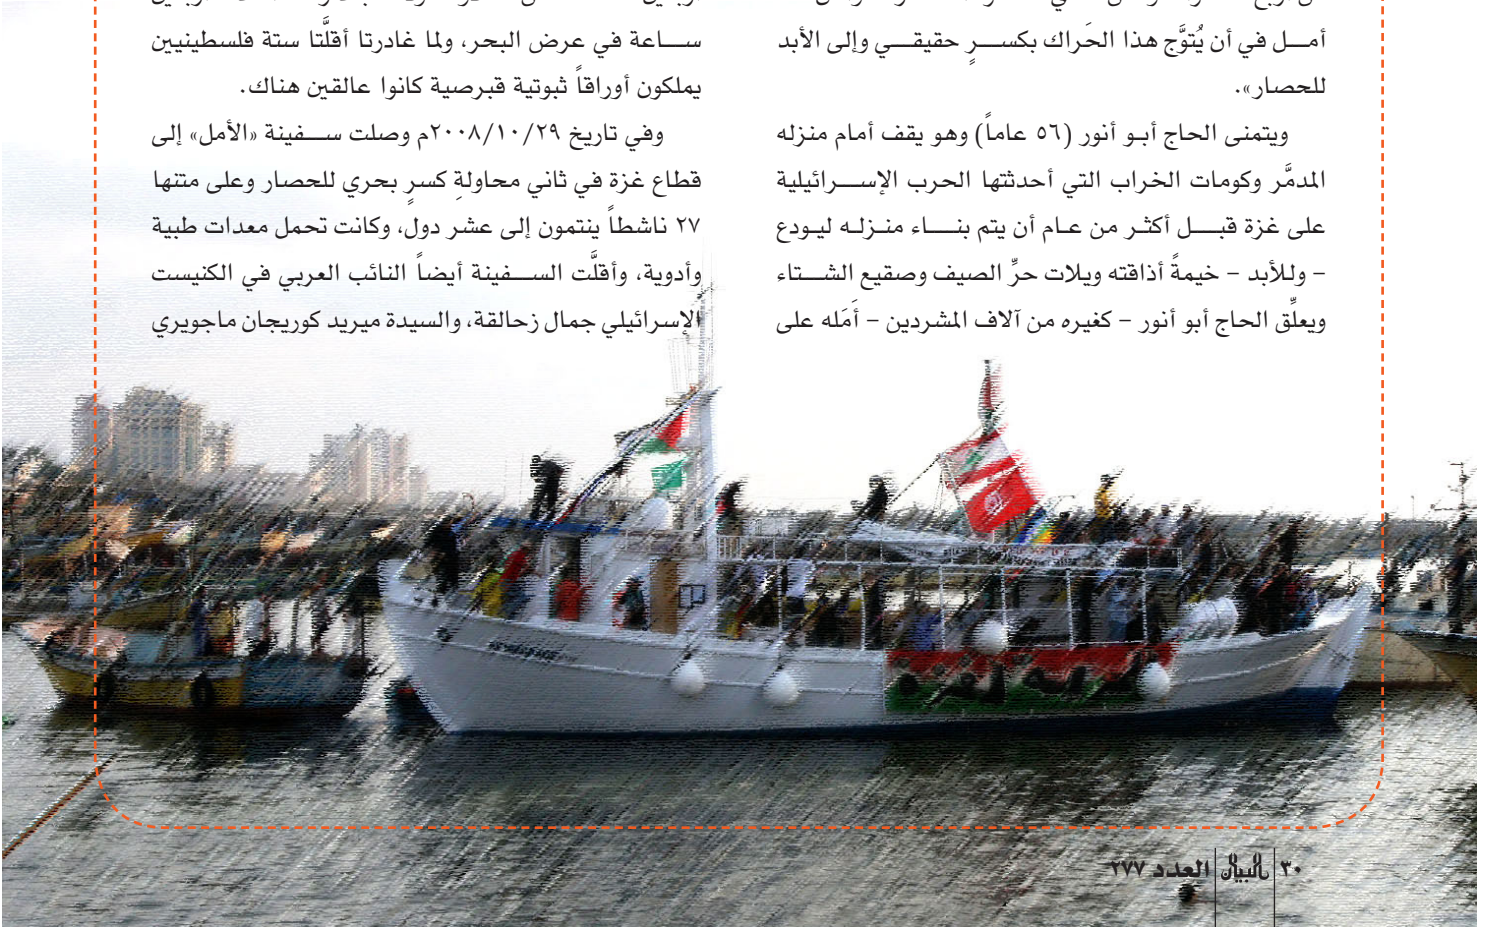 أمـل في أن يُتوَّج هذا الحَراك بكسـرٍ حقيقـي وإلى الأبد
للحصار».
ويتمنى الحاج أبـو أنور (٥٦ عاماً) وهو يقف أمام منزله
المدمَّر وكومات الخراب التي أحدثتها الحرب الإسـرائيلية
على غزة قبـل أكثـر من عـام أن يتم بنـاء منـزلـه ليـودع
– وللأبد – خيمةً أذاقته ويلات حرِّ الصيف وصقيع الشـتاء
ويعلِّق الحاج أبو أنور – كغيره من آلاف المشردين – أمَله على
سـاعة في عرض البحر، ولما غادرتا أقلَّتا ستة فلسطينيين
يملكون أوراقاً ثبوتية قبرصية كانوا عالقين هناك.
وفي تاريخ ٢٠٠٨/١٠/٢٩م وصلت سـفينة «الأمل» إلى
قطاع غزة في ثاني محاولةِ كسرٍ بحري للحصار وعلى متنها
٢٧ ناشطاً ينتمون إلى عشر دول، وكانت تحمل معدات طبية
وأدوية، وأقلَّت السـفينة أيضاً النائب العربي في الكنيست
الإسرائيلي جمال زحالقة، والسيدة ميريد كوريجان ماجويري
٣٠ البيان العدد ٢٧٧